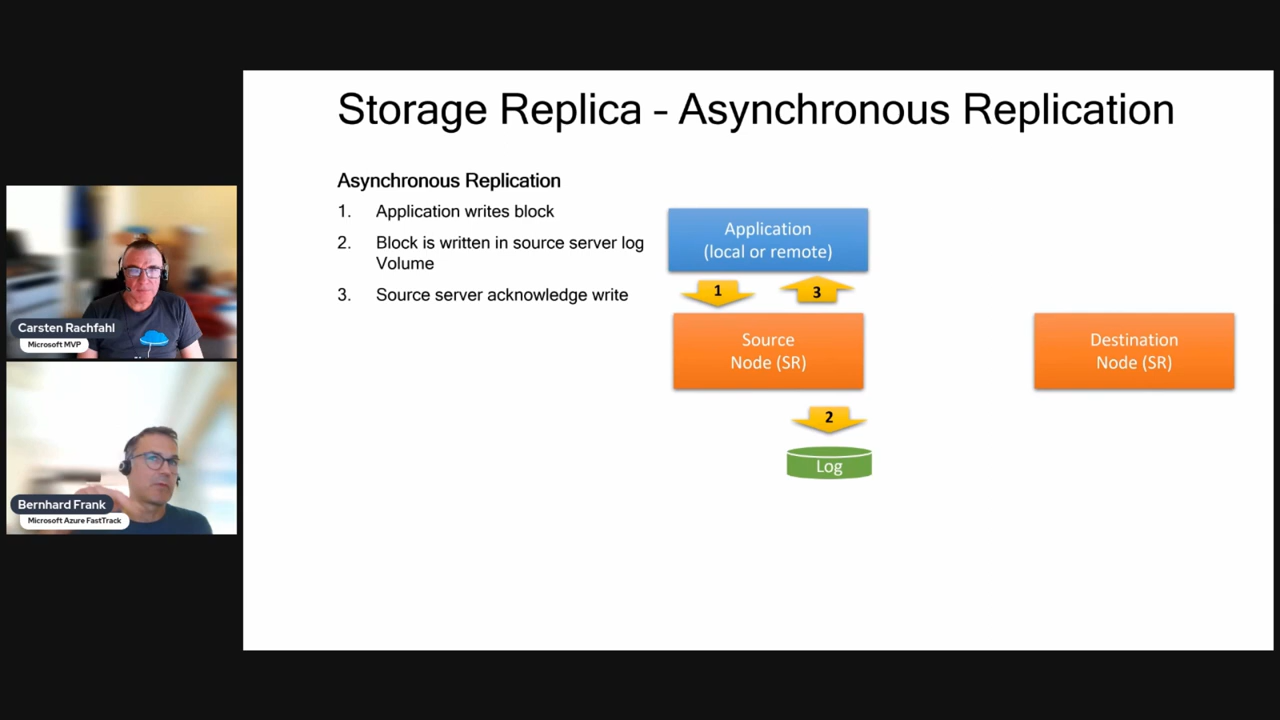 Storage Replica – Asynchronous Replication
Asynchronous Replication
1. Application writes block
2. Block is written in source server log
Volume
3. Source server acknowledge write
Application
(local or remote)
1
3
Source
Node (SR)
Destination
Node (SR)
2
Log
Carsten Rachfahl
Microsoft MVP
Bernhard Frank
Microsoft Azure FastTrack